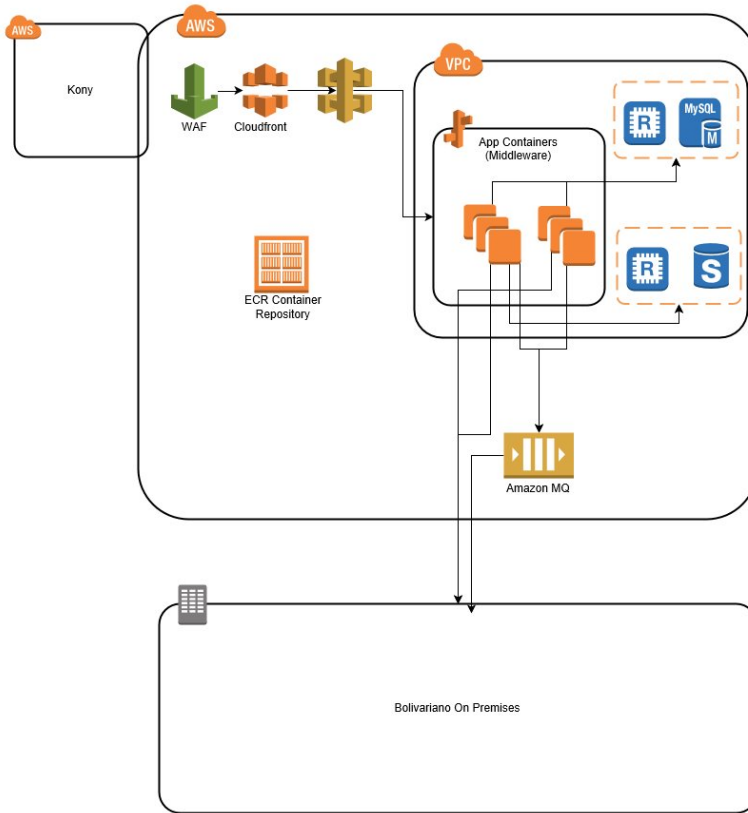 AWS
Kony
AWS
WAF
Cloudfront
VPC
App Containers
(Middleware)
R
MySQL
M
R
S
ECR Container
Repository
Amazon MQ
Bolivariano On Premises